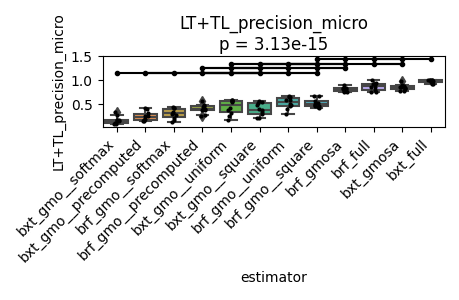 LT+TL_precision_micro
p = 3.13e-15
LT+TL_precision_micro
1.5
1.0
0.5
bxt_gmo__softmax
bxt_gmo__precomputed
brf_gmo__softmax
brf_gmo__precomputed
bxt_gmo__uniform
bxt_gmo__square
brf_gmo__uniform
brf_gmo__square
brf_gmosa
brf_full
bxt_gmosa
bxt_full
estimator